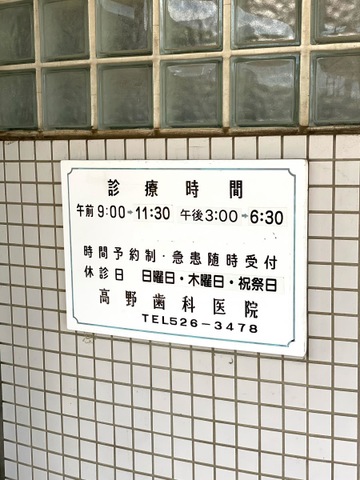 診療時間
午前9:00→11:30 午後3:00→6:30
時間予約制・急患随時受付
休診日 日曜日・木曜日・祝祭日
高野歯科医院
TEL526-3478